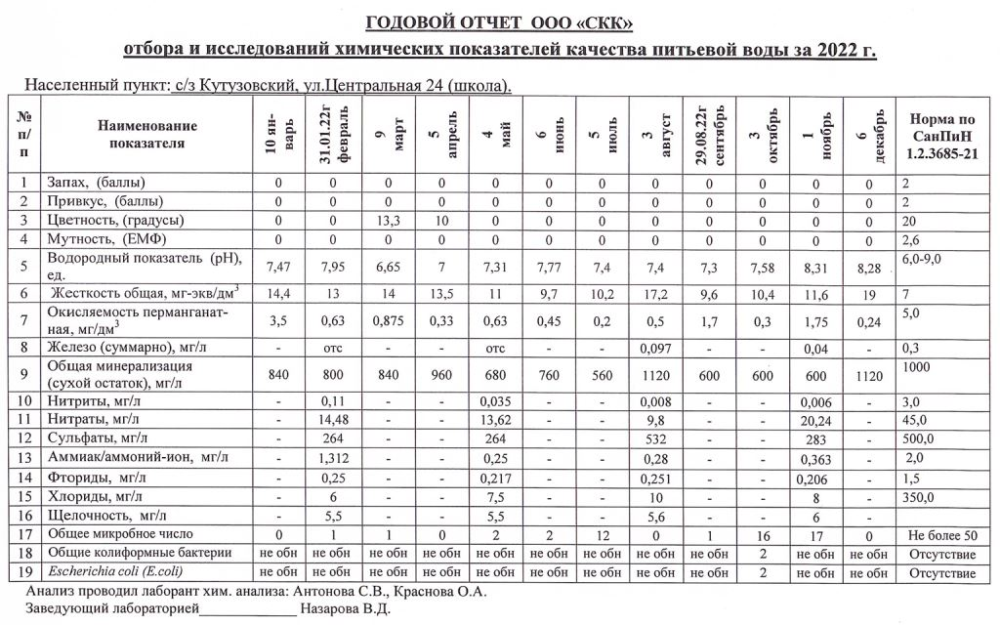 ГОДОВОЙ ОТЧЕТ ООО «СКК»
отбора и исследований химических показателей качества питьевой воды за 2022 г.
Населенный пункт: с/з Кутузовский, ул.Центральная 24 (школа).
№ п/п Наименование показателя 10 ян-варь 31.01.22г февраль 9 март 5 апрель 4 май 6 июнь 5 июль 3 август 29.08.22г сентябрь 3 октябрь 1 ноябрь 6 декабрь Норма по СанПиН 1.2.3685-21
1 Запах, (баллы) 0 0 0 0 0 0 0 0 0 0 0 0 2
2 Привкус, (баллы) 0 0 0 0 0 0 0 0 0 0 0 0 2
3 Цветность, (градусы) 0 0 13,3 10 0 0 0 0 0 0 0 0 20
4 Мутность, (ЕМФ) 0 0 0 0 0 0 0 0 0 0 0 0 2,6
5 Водородный показатель (pH), ед. 7,47 7,95 6,65 7 7,31 7,77 7,4 7,4 7,3 7,58 8,31 8,28 6,0-9,0
6 Жесткость общая, мг-экв/дм³ 14,4 13 14 13,5 11 9,7 10,2 17,2 9,6 10,4 11,6 19 7
7 Окисляемость перманганат-ная, мг/дм³ 3,5 0,63 0,875 0,33 0,63 0,45 0,2 0,5 1,7 0,3 1,75 0,24 5,0
8 Железо (суммарно), мг/л - отс - - отс - - 0,097 - - 0,04 - 0,3
9 Общая минерализация (сухой остаток), мг/л 840 800 840 960 680 760 560 1120 600 600 600 1120 1000
10 Нитриты, мг/л - 0,11 - - 0,035 - - 0,008 - - 0,006 - 3,0
11 Нитраты, мг/л - 14,48 - - 13,62 - - 9,8 - - 20,24 - 45,0
12 Сульфаты, мг/л - 264 - - 264 - - 532 - - 283 - 500,0
13 Аммиак/аммоний-ион, мг/л - 1,312 - - 0,25 - - 0,28 - - 0,363 - 2,0
14 Фториды, мг/л - 0,25 - - 0,217 - - 0,251 - - 0,206 - 1,5
15 Хлориды, мг/л - 6 - - 7,5 - - 10 - - 8 - 350,0
16 Щелочность, мг/л - 5,5 - - 5,5 - - 5,6 - - 6 -
17 Общее микробное число 0 1 1 0 2 2 12 0 1 16 17 0 Не более 50
18 Общие колиформные бактерии не обн не обн не обн не обн не обн не обн не обн не обн не обн 2 не обн не обн Отсутствие
19 Escherichia coli (E.coli) не обн не обн не обн не обн не обн не обн не обн не обн не обн 2 не обн не обн Отсутствие
Анализ проводил лаборант хим. анализа: Антонова С.В., Краснова О.А.
Заведующий лабораторией____________ Назарова В.Д.